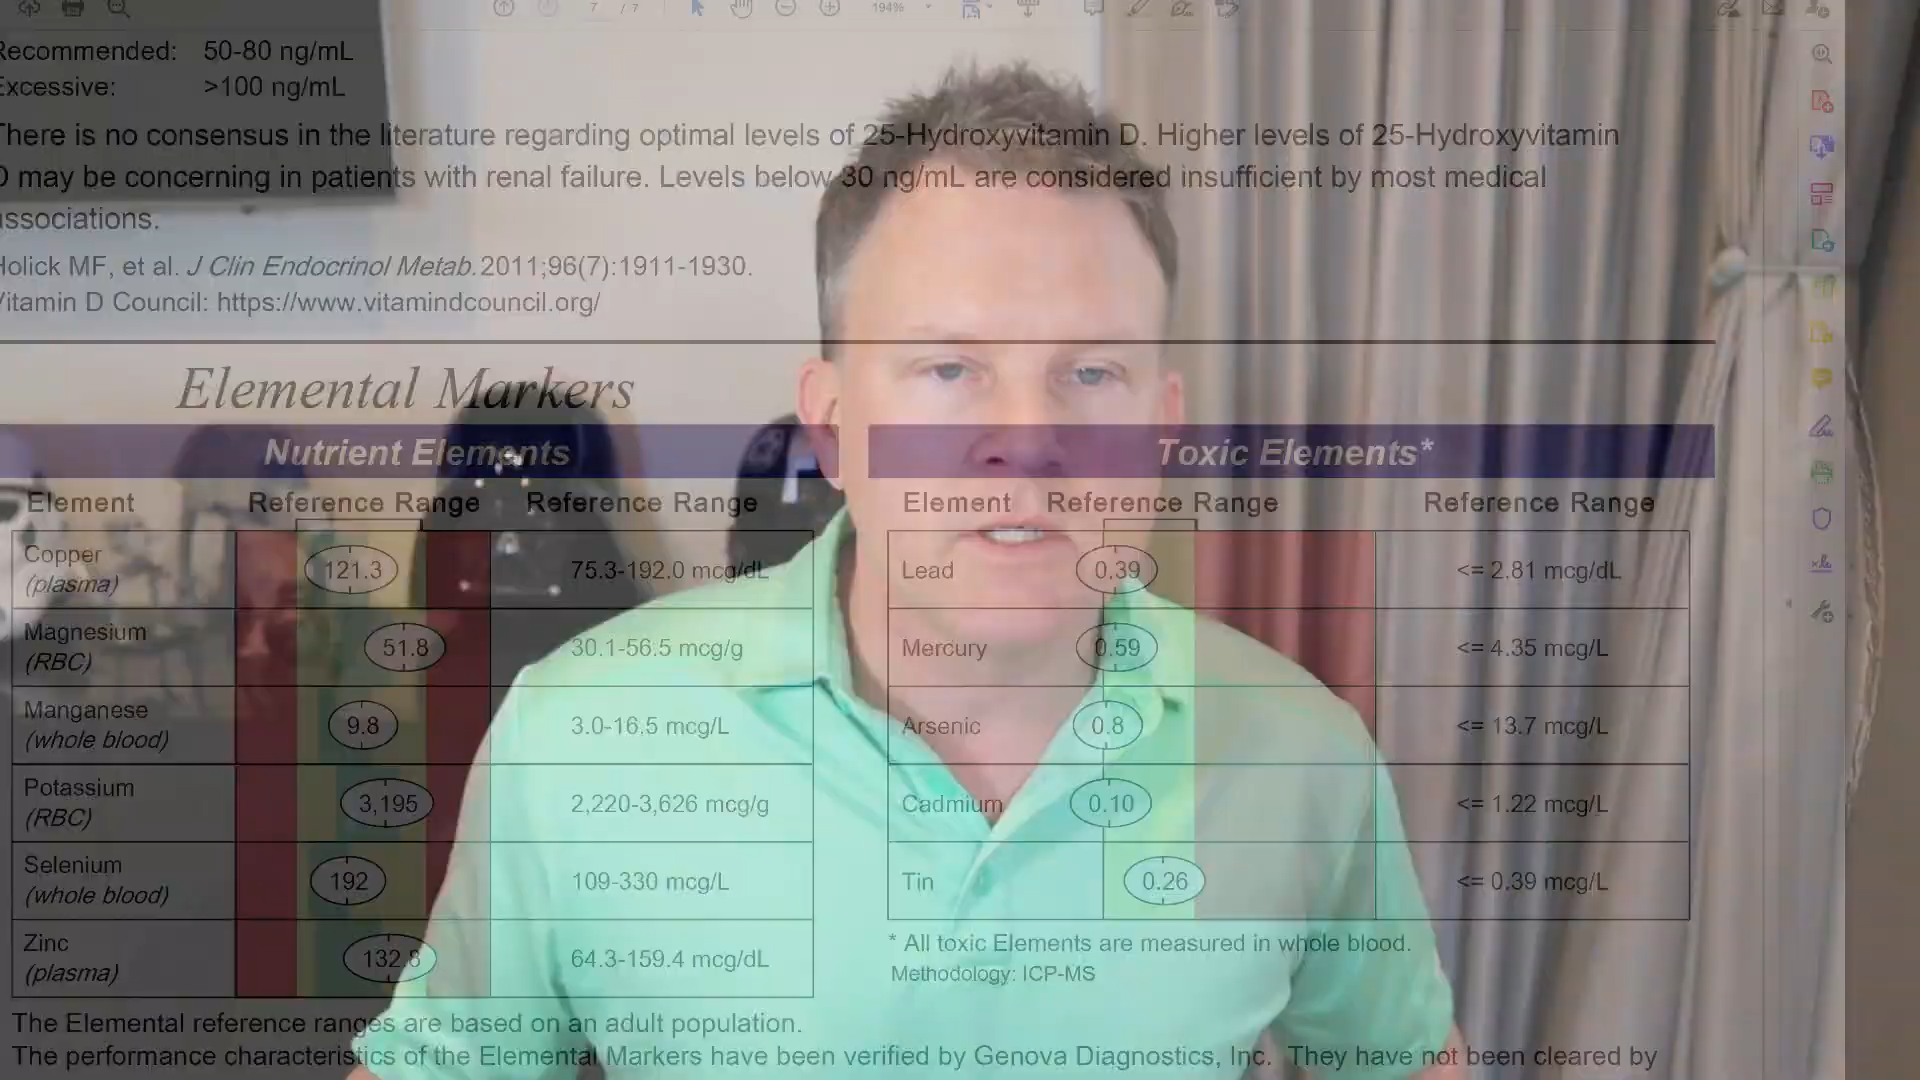 7 / 7
194%
Recommended: 50-80 ng/mL
Excessive: >100 ng/mL
There is no consensus in the literature regarding optimal levels of 25-Hydroxyvitamin D. Higher levels of 25-Hydroxyvitamin
D may be concerning in patients with renal failure. Levels below 30 ng/mL are considered insufficient by most medical
associations.
Holick MF, et al. J Clin Endocrinol Metab.2011;96(7):1911-1930.
Vitamin D Council: https://www.vitamindcouncil.org/
Elemental Markers
Nutrient Elements
Element Reference Range Reference Range
Copper (plasma) 121.3 75.3-192.0 mcg/dL
Magnesium (RBC) 51.8 30.1-56.5 mcg/g
Manganese (whole blood) 9.8 3.0-16.5 mcg/L
Potassium (RBC) 3,195 2,220-3,626 mcg/g
Selenium (whole blood) 192 109-330 mcg/L
Zinc (plasma) 132.8 64.3-159.4 mcg/dL
Toxic Elements*
Element Reference Range Reference Range
Lead 0.39 <= 2.81 mcg/dL
Mercury 0.59 <= 4.35 mcg/L
Arsenic 0.8 <= 13.7 mcg/L
Cadmium 0.10 <= 1.22 mcg/L
Tin 0.26 <= 0.39 mcg/L
* All toxic Elements are measured in whole blood.
Methodology: ICP-MS
The Elemental reference ranges are based on an adult population.
The performance characteristics of the Elemental Markers have been verified by Genova Diagnostics, Inc. They have not been cleared by